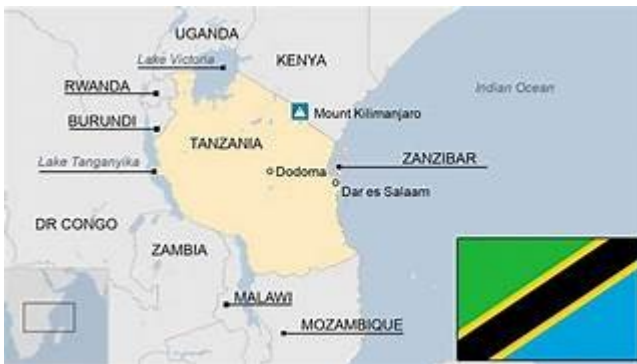 UGANDA
Lake Victoria
KENYA
Indian Ocean
RWANDA
Mount Kilimanjaro
BURUNDI
TANZANIA
Lake Tanganyika
ZANZIBAR
Dodoma
Dar es Salaam
DR CONGO
ZAMBIA
MALAWI
MOZAMBIQUE